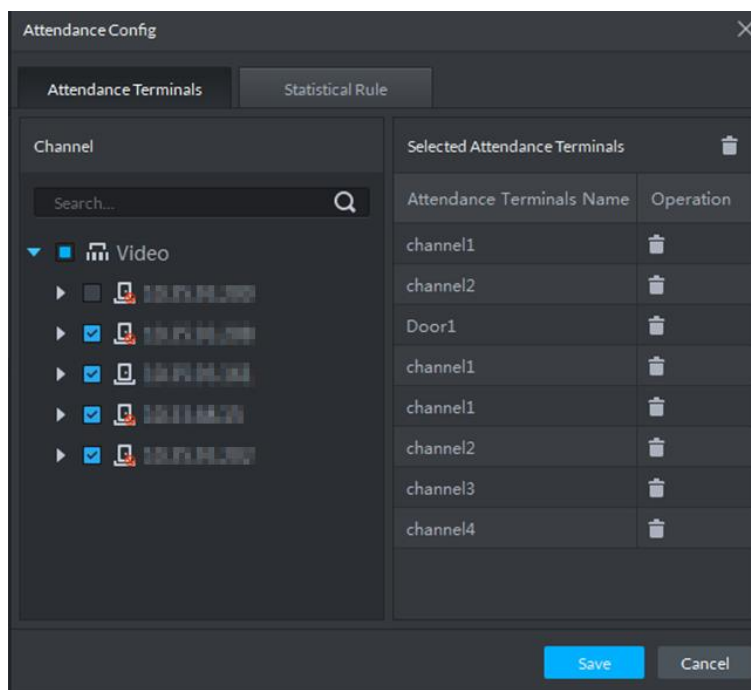 Attendance Config
Attendance Terminals
Statistical Rule
Channel
Search...
Video
Selected Attendance Terminals
Attendance Terminals Name Operation
channel1
channel2
Door1
channel1
channel1
channel2
channel3
channel4
Save
Cancel